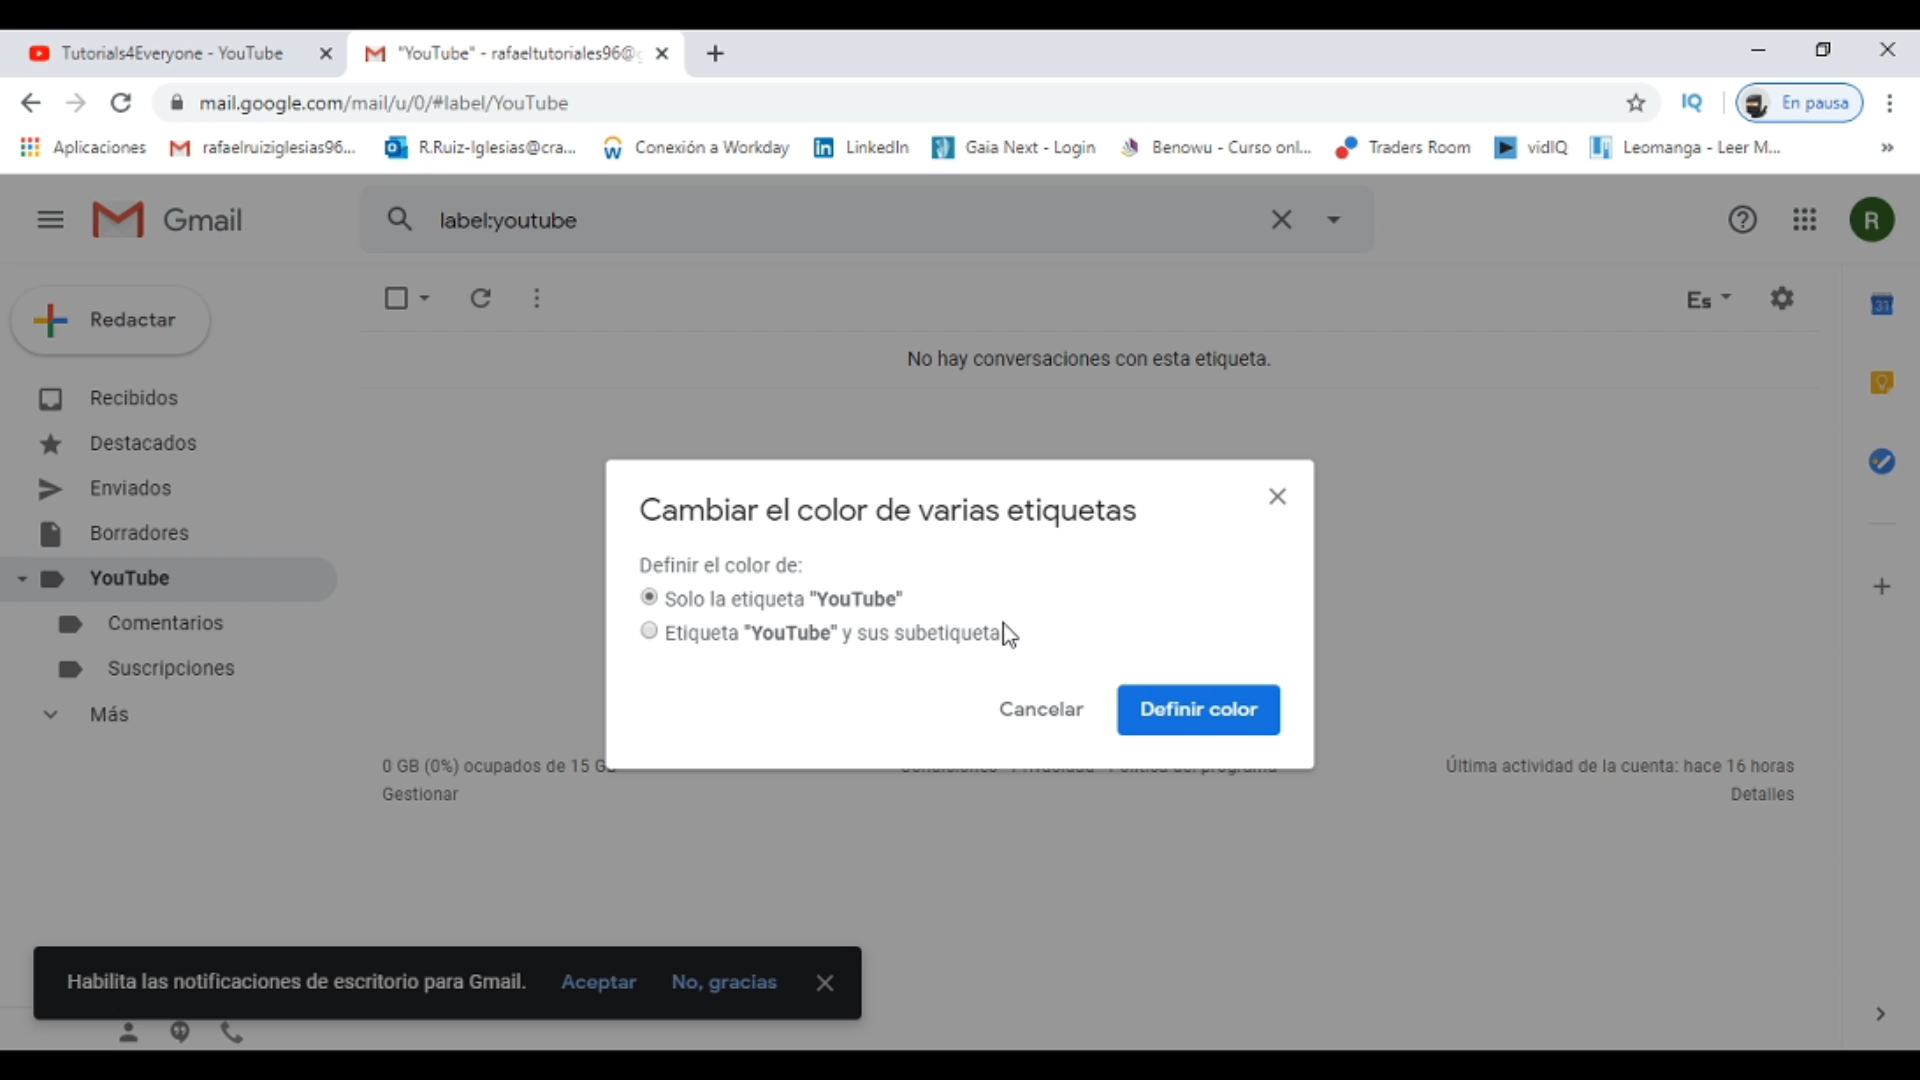 Tutorials4Everyone - YouTube
"YouTube" - rafaeltutoriales96@
mail.google.com/mail/u/0/#label/YouTube
IQ
En pausa
Aplicaciones
rafaelruiziglesias96...
R.Ruiz-Iglesias@cra...
Conexión a Workday
LinkedIn
Gaia Next - Login
Benowu - Curso onl...
Traders Room
vidIQ
Leomanga - Leer M...
»
Gmail
label:youtube
R
Redactar
Es
31
No hay conversaciones con esta etiqueta.
Recibidos
Destacados
Enviados
Borradores
YouTube
Comentarios
Suscripciones
Más
Cambiar el color de varias etiquetas
Definir el color de:
Solo la etiqueta "YouTube"
Etiqueta "YouTube" y sus subetiqueta
Cancelar
Definir color
0 GB (0%) ocupados de 15 G
Gestionar
Última actividad de la cuenta: hace 16 horas
Detalles
Habilita las notificaciones de escritorio para Gmail.
Aceptar
No, gracias